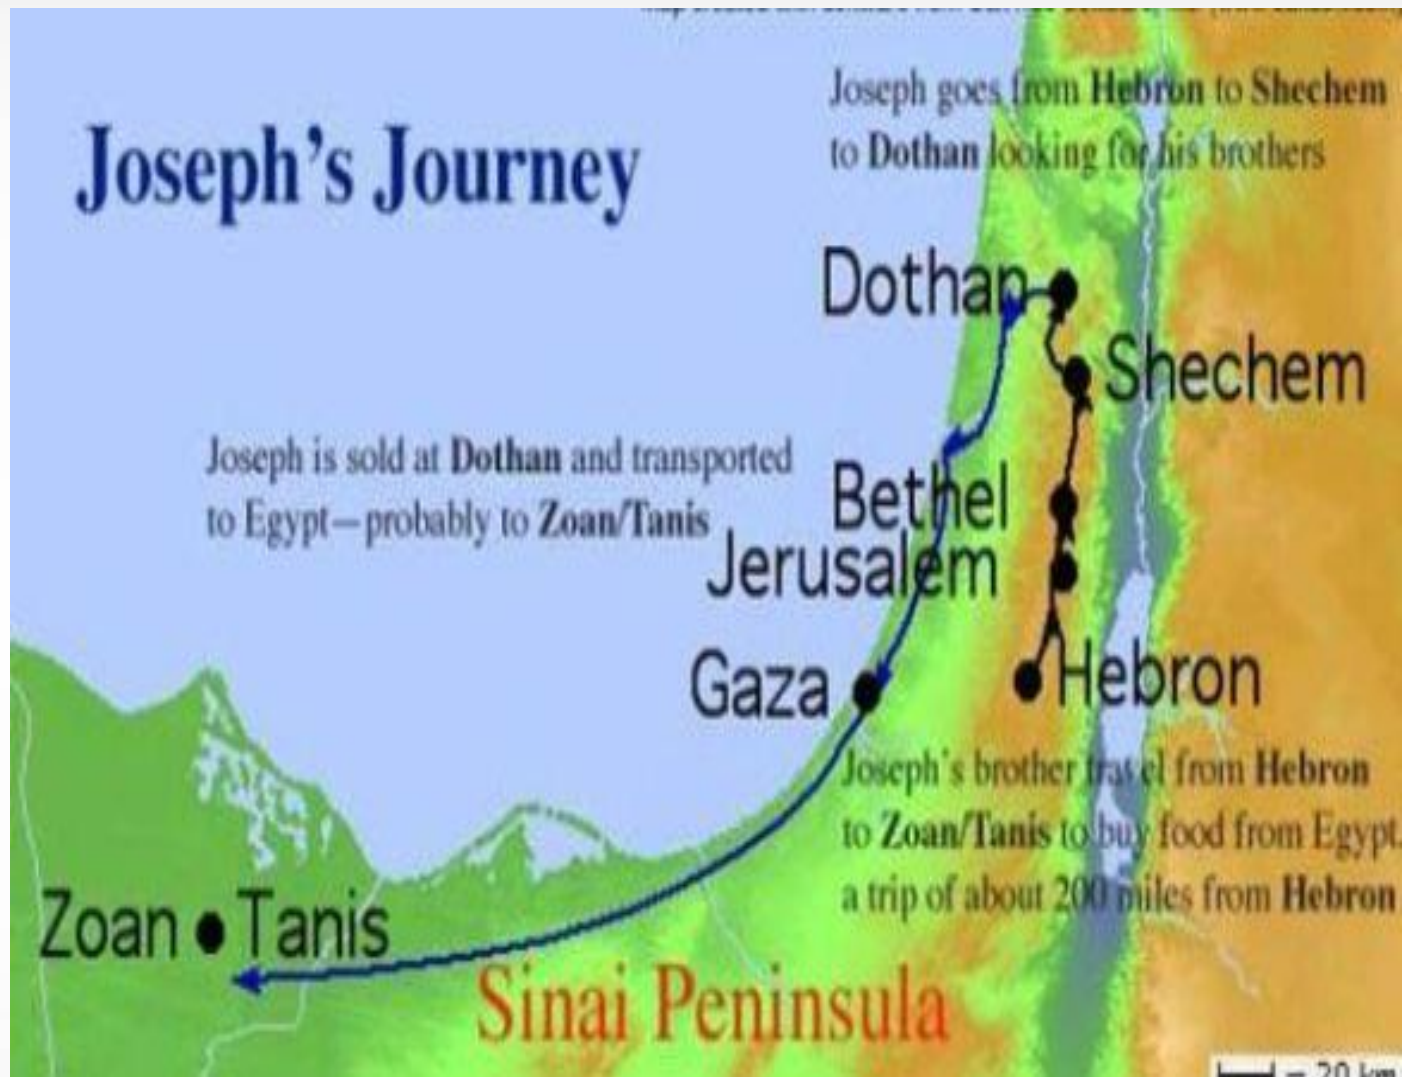 Joseph goes from Hebron to Shechem
to Dothan looking for his brothers
Joseph's Journey
Dothan
Shechem
Joseph is sold at Dothan and transported
to Egypt—probably to Zoan/Tanis
Bethel
Jerusalem
Gaza
Hebron
Joseph's brother travel from Hebron
to Zoan/Tanis to buy food from Egypt,
a trip of about 200 miles from Hebron
Zoan Tanis
Sinai Peninsula
= 20 km